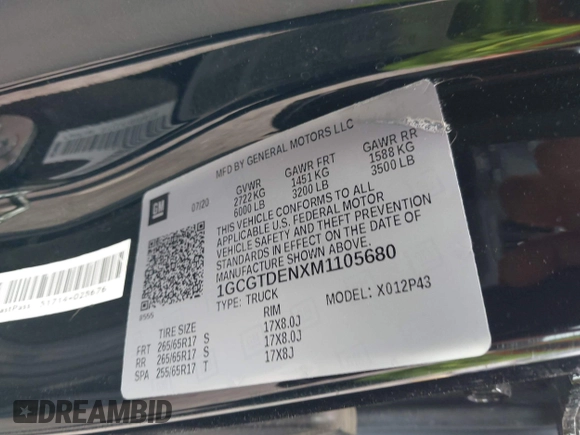 MFD BY GENERAL MOTORS LLC
GM
07/20
GVWR GAWR FRT GAWR RR
2722 KG 1451 KG 1588 KG
6000 LB 3200 LB 3500 LB
THIS VEHICLE CONFORMS TO ALL
APPLICABLE U.S. FEDERAL MOTOR
VEHICLE SAFETY AND THEFT PREVENTION
STANDARDS IN EFFECT ON THE DATE OF
MANUFACTURE SHOWN ABOVE.
1GCGTDENXM1105680
TYPE: TRUCK MODEL: X012P43
TIRE SIZE RIM
FRT 265/65R17 S 17X8.0J
RR 265/65R17 S 17X8.0J
SPA 255/65R17 T 17X8J
DREAMBID